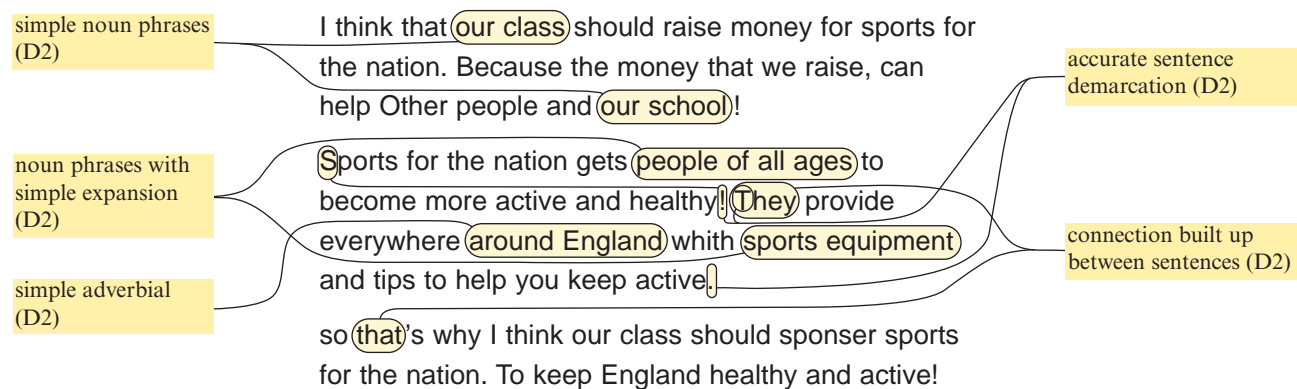 simple noun phrases
(D2)
noun phrases with
simple expansion
(D2)
simple adverbial
(D2)
I think that our class should raise money for sports for
the nation. Because the money that we raise, can
help Other people and our school!
Sports for the nation gets people of all ages to
become more active and healthy! They provide
everywhere around England whith sports equipment
and tips to help you keep active.
so that's why I think our class should sponser sports
for the nation. To keep England healthy and active!
accurate sentence
demarcation (D2)
connection built up
between sentences (D2)